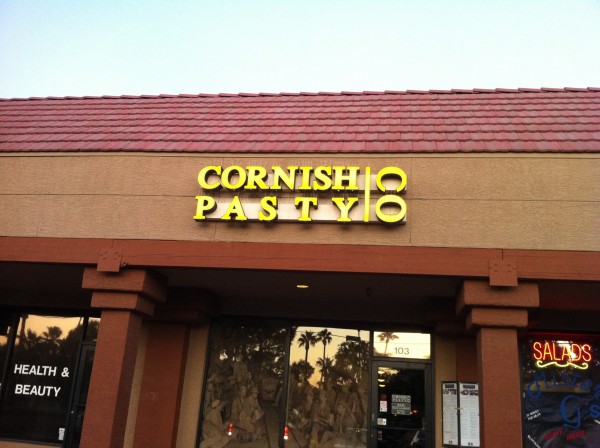 CORNISH CO
PASTY
103
HEALTH &
BEAUTY
SALADS